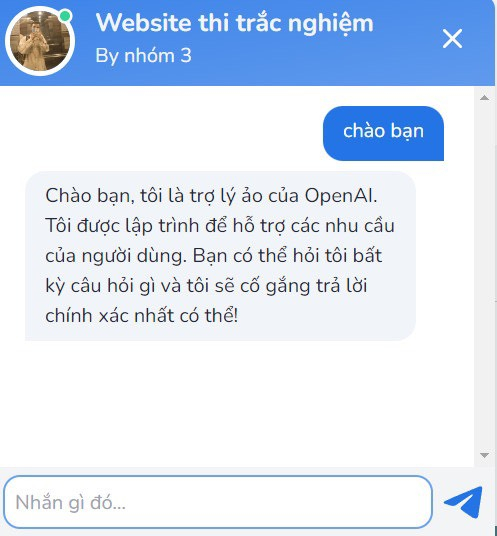 Website thi trắc nghiệm
By nhóm 3
chào bạn
Chào bạn, tôi là trợ lý ảo của OpenAI.
Tôi được lập trình để hỗ trợ các nhu cầu
của người dùng. Bạn có thể hỏi tôi bất
kỳ câu hỏi gì và tôi sẽ cố gắng trả lời
chính xác nhất có thể!
Nhắn gì đó...